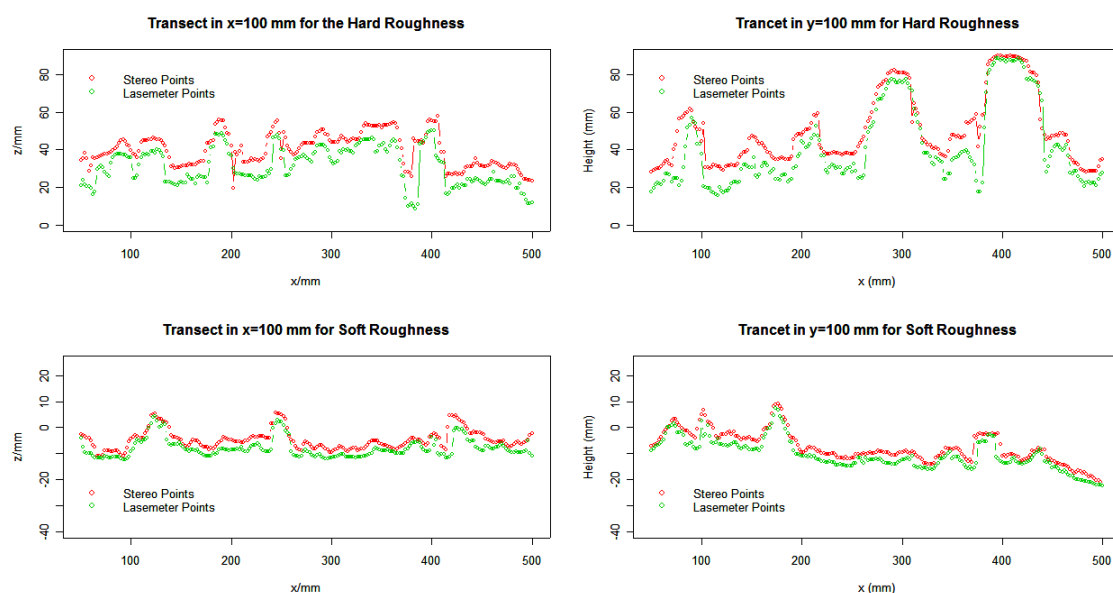 Transect in x=100 mm for the Hard Roughness
z/mm
80
60
40
20
0
Stereo Points
Lasemeter Points
100 200 300 400 500
x/mm
Trancet in y=100 mm for Hard Roughness
Height (mm)
80
60
40
20
0
Stereo Points
Lasemeter Points
100 200 300 400 500
x (mm)
Transect in x=100 mm for Soft Roughness
z/mm
20
10
0
-20
-40
Stereo Points
Lasemeter Points
100 200 300 400 500
x/mm
Trancet in y=100 mm for Soft Roughness
Height (mm)
20
10
0
-20
-40
Stereo Points
Lasemeter Points
100 200 300 400 500
x (mm)